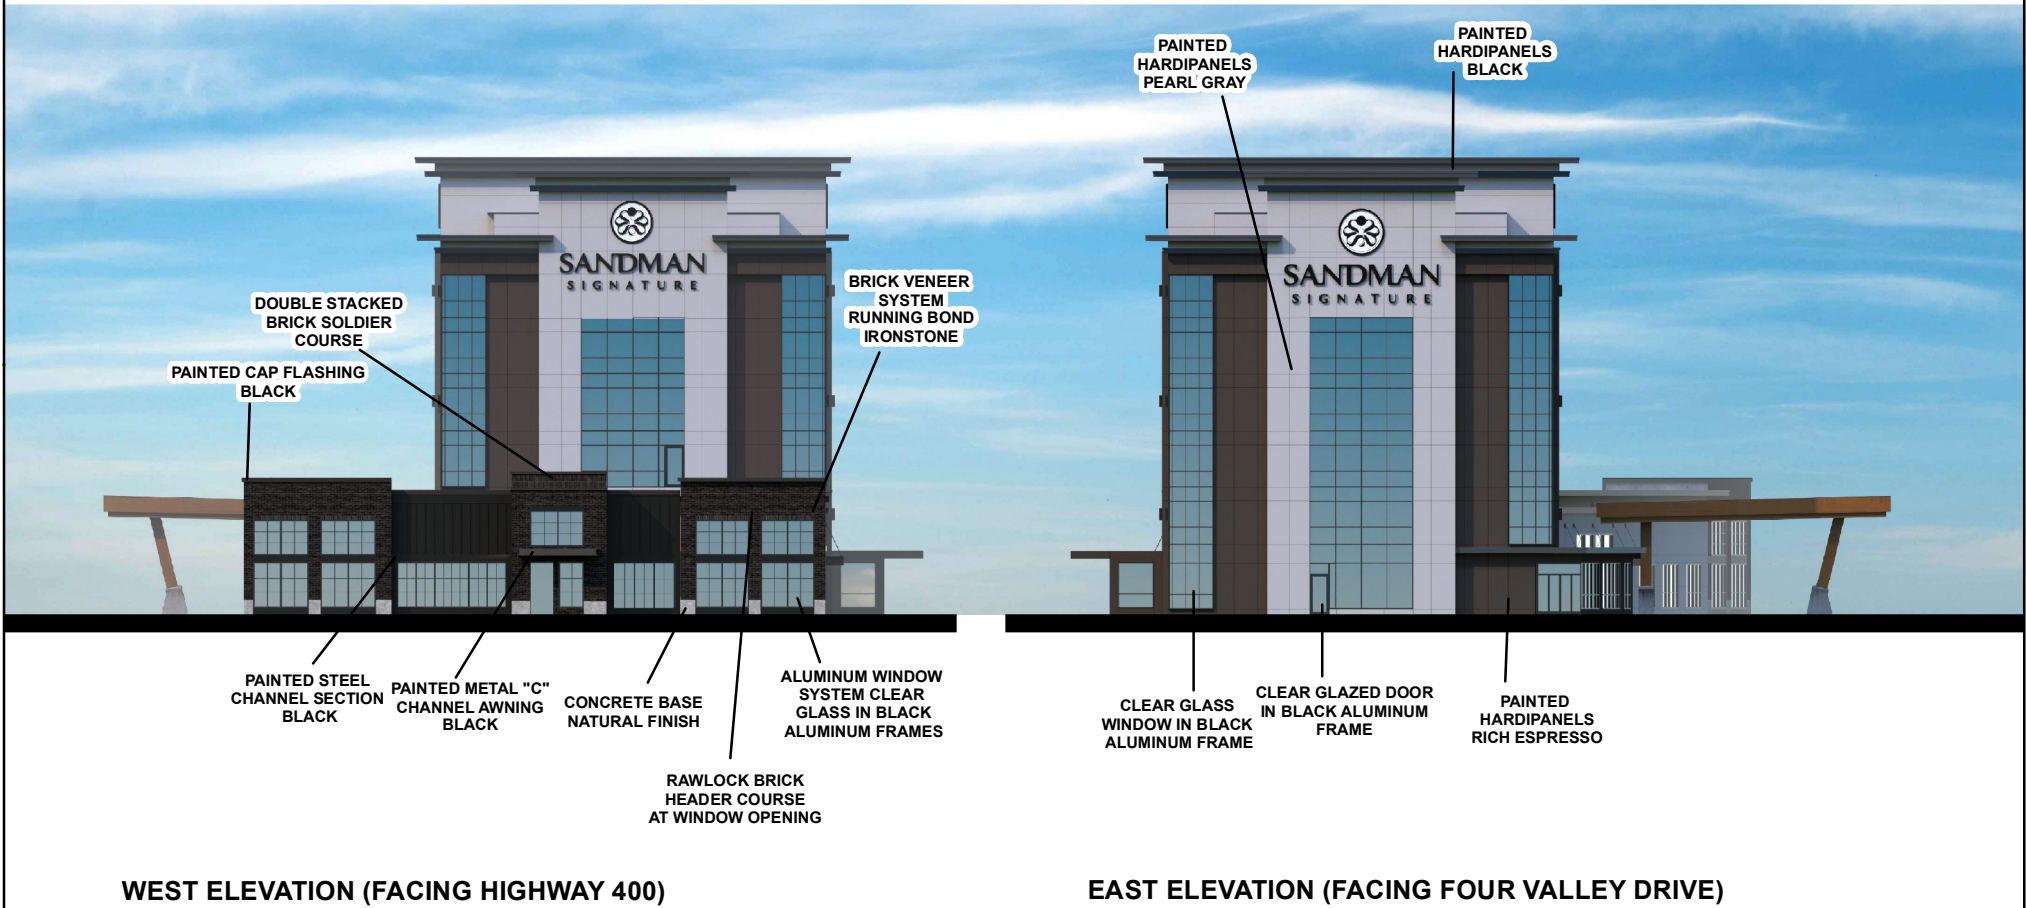 PAINTED
HARDIPANELS
PEARL GRAY
PAINTED
HARDIPANELS
BLACK
SANDMAN
SIGNATURE
SANDMAN
SIGNATURE
DOUBLE STACKED
BRICK SOLDIER
COURSE
BRICK VENEER
SYSTEM
RUNNING BOND
IRONSTONE
PAINTED CAP FLASHING
BLACK
PAINTED STEEL
CHANNEL SECTION
BLACK
PAINTED METAL "C"
CHANNEL AWNING
BLACK
CONCRETE BASE
NATURAL FINISH
ALUMINUM WINDOW
SYSTEM CLEAR
GLASS IN BLACK
ALUMINUM FRAMES
RAWLOCK BRICK
HEADER COURSE
AT WINDOW OPENING
CLEAR GLASS
WINDOW IN BLACK
ALUMINUM FRAME
CLEAR GLAZED DOOR
IN BLACK ALUMINUM
FRAME
PAINTED
HARDIPANELS
RICH ESPRESSO
WEST ELEVATION (FACING HIGHWAY 400)
EAST ELEVATION (FACING FOUR VALLEY DRIVE)